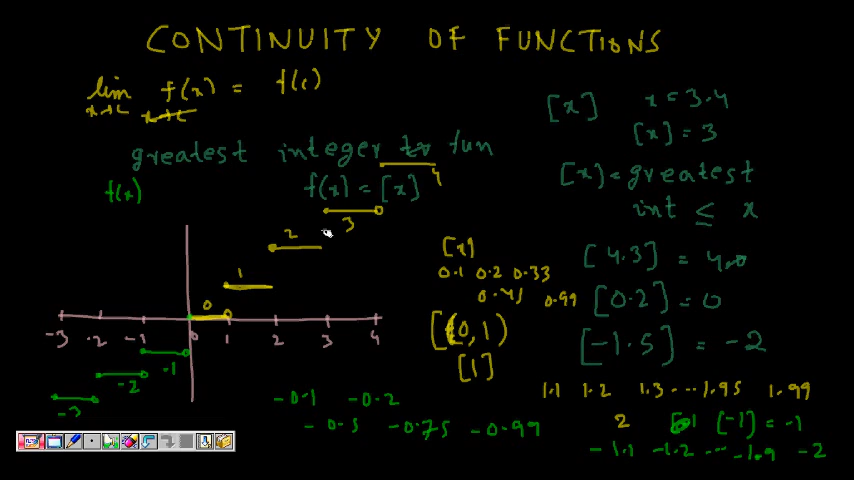 CONTINUITY OF FUNCTIONS
lim f(x) = f(c)
x→c x→c
[x] x = 3.4
[x] = 3
greatest integer fun
[x) = greatest
int ≤ x
f(x)
f(x) = [x]
4
3
2
1
0
[x]
0.1 0.2 0.33
0.45 0.99
[4.3] = 4
[0.2] = 0
[(0,1)
[1]
[-1.5] = -2
-3 -2 -1 0 1 2 3 4
-1
-2
-3
1.1 1.2 1.3...1.95 1.99
2
-0.1 -0.2
-0.5 -0.75 -0.99
[-1] = -1
-1.1 -1.2 ... -1.9 -2